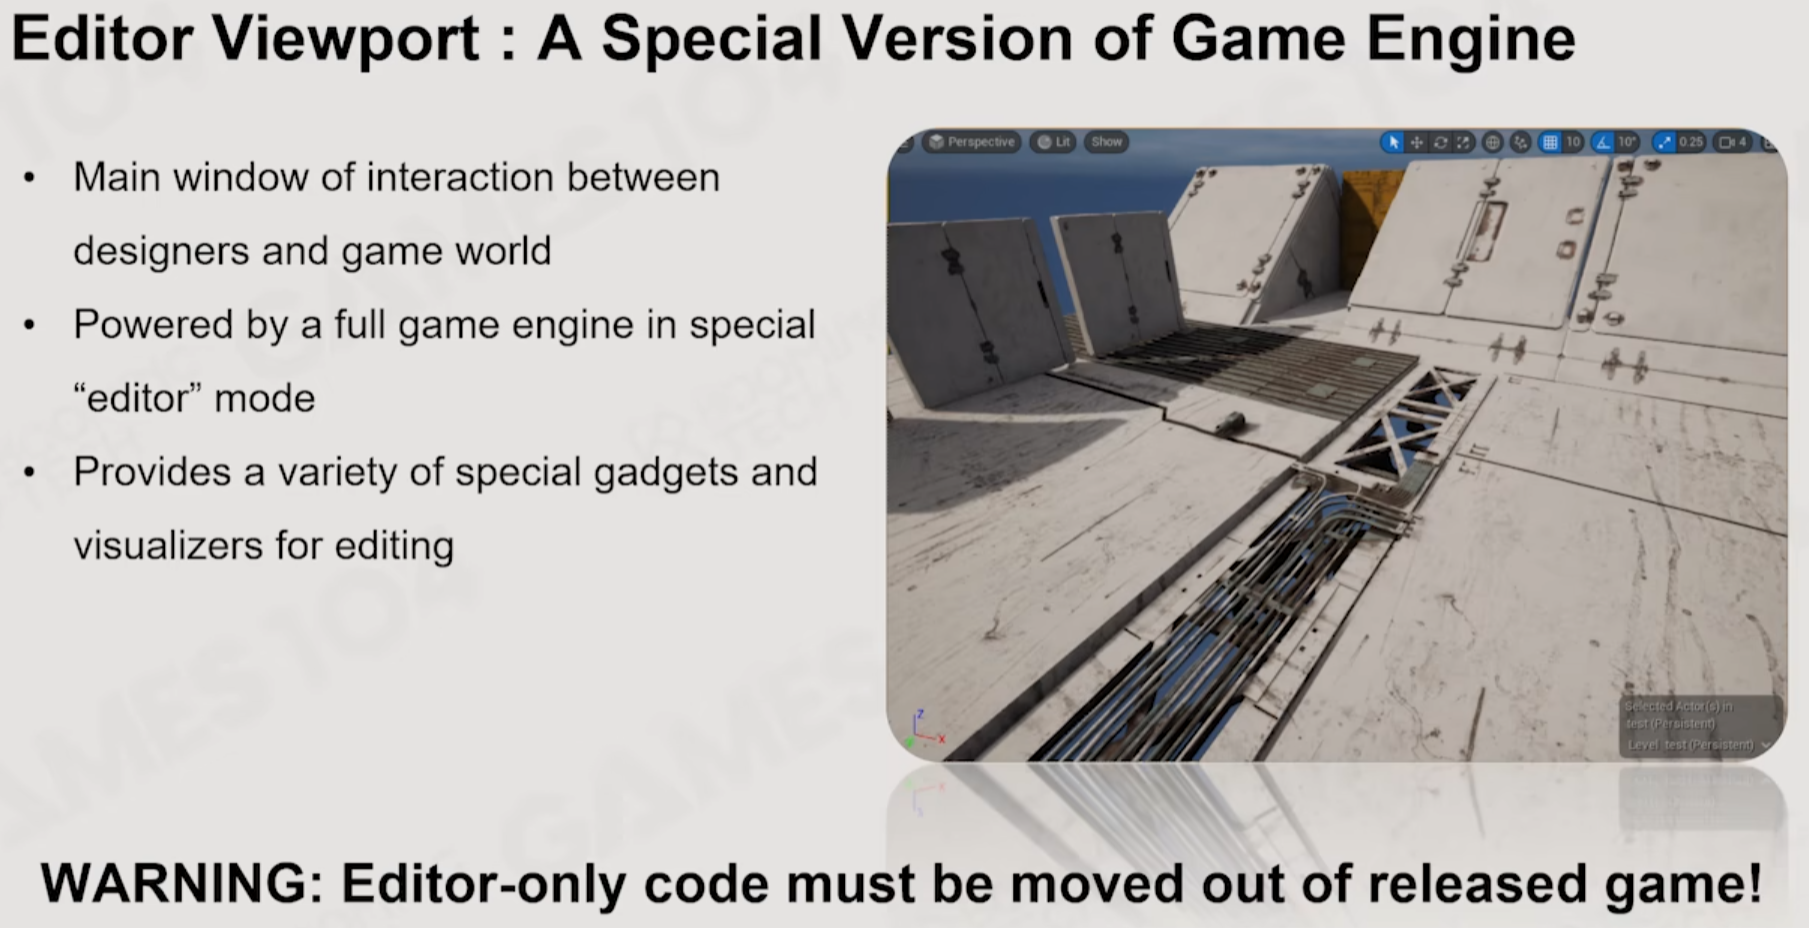 Editor Viewport : A Special Version of Game Engine
• Main window of interaction between
designers and game world
• Powered by a full game engine in special
“editor” mode
• Provides a variety of special gadgets and
visualizers for editing
Perspective Lit Show 10 10° 0.25 4
Z
X
Selected Actor(s) in
test (Persistent)
Level test (Persistent)
WARNING: Editor-only code must be moved out of released game!
GAMES104